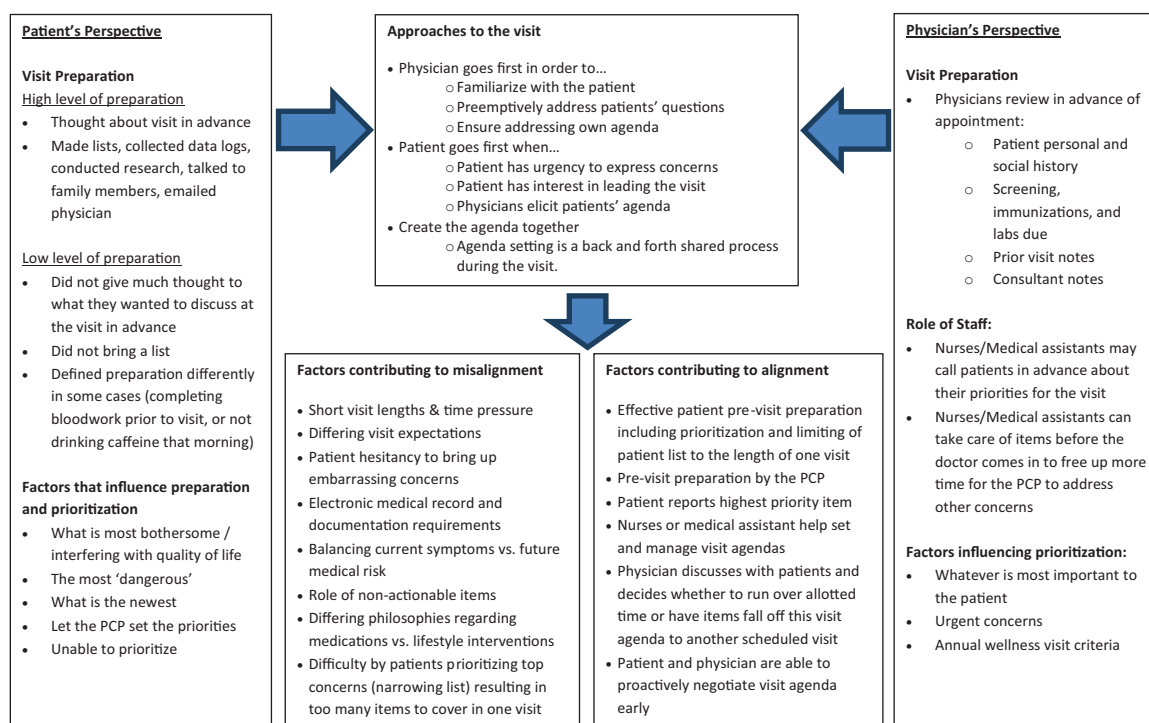 Patient's Perspective
Visit Preparation
High level of preparation
• Thought about visit in advance
• Made lists, collected data logs,
conducted research, talked to
family members, emailed
physician
Low level of preparation
• Did not give much thought to
what they wanted to discuss at
the visit in advance
• Did not bring a list
• Defined preparation differently
in some cases (completing
bloodwork prior to visit, or not
drinking caffeine that morning)
Factors that influence preparation
and prioritization
• What is most bothersome /
interfering with quality of life
• The most ‘dangerous’
• What is the newest
• Let the PCP set the priorities
• Unable to prioritize
Approaches to the visit
• Physician goes first in order to…
o Familiarize with the patient
o Preemptively address patients’ questions
o Ensure addressing own agenda
• Patient goes first when…
o Patient has urgency to express concerns
o Patient has interest in leading the visit
o Physicians elicit patients’ agenda
• Create the agenda together
o Agenda setting is a back and forth shared process
during the visit.
Factors contributing to misalignment
• Short visit lengths & time pressure
• Differing visit expectations
• Patient hesitancy to bring up
embarrassing concerns
• Electronic medical record and
documentation requirements
• Balancing current symptoms vs. future
medical risk
• Role of non-actionable items
• Differing philosophies regarding
medications vs. lifestyle interventions
• Difficulty by patients prioritizing top
concerns (narrowing list) resulting in
too many items to cover in one visit
Factors contributing to alignment
• Effective patient pre-visit preparation
including prioritization and limiting of
patient list to the length of one visit
• Pre-visit preparation by the PCP
• Patient reports highest priority item
• Nurses or medical assistant help set
and manage visit agendas
• Physician discusses with patients and
decides whether to run over allotted
time or have items fall off this visit
agenda to another scheduled visit
• Patient and physician are able to
proactively negotiate visit agenda
early
Physician’s Perspective
Visit Preparation
• Physicians review in advance of
appointment:
o Patient personal and
social history
o Screening,
immunizations, and
labs due
o Prior visit notes
o Consultant notes
Role of Staff:
• Nurses/Medical assistants may
call patients in advance about
their priorities for the visit
• Nurses/Medical assistants can
take care of items before the
doctor comes in to free up more
time for the PCP to address
other concerns
Factors influencing prioritization:
• Whatever is most important to
the patient
• Urgent concerns
• Annual wellness visit criteria